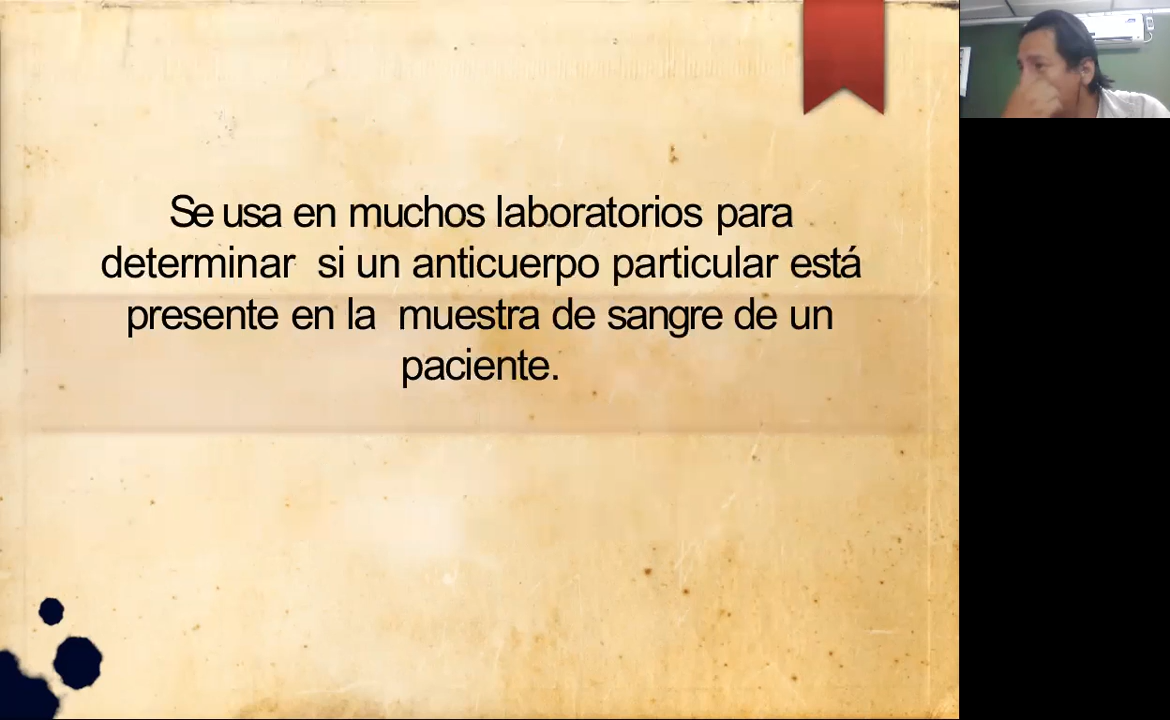 Se usa en muchos laboratorios para
determinar si un anticuerpo particular está
presente en la muestra de sangre de un
paciente.